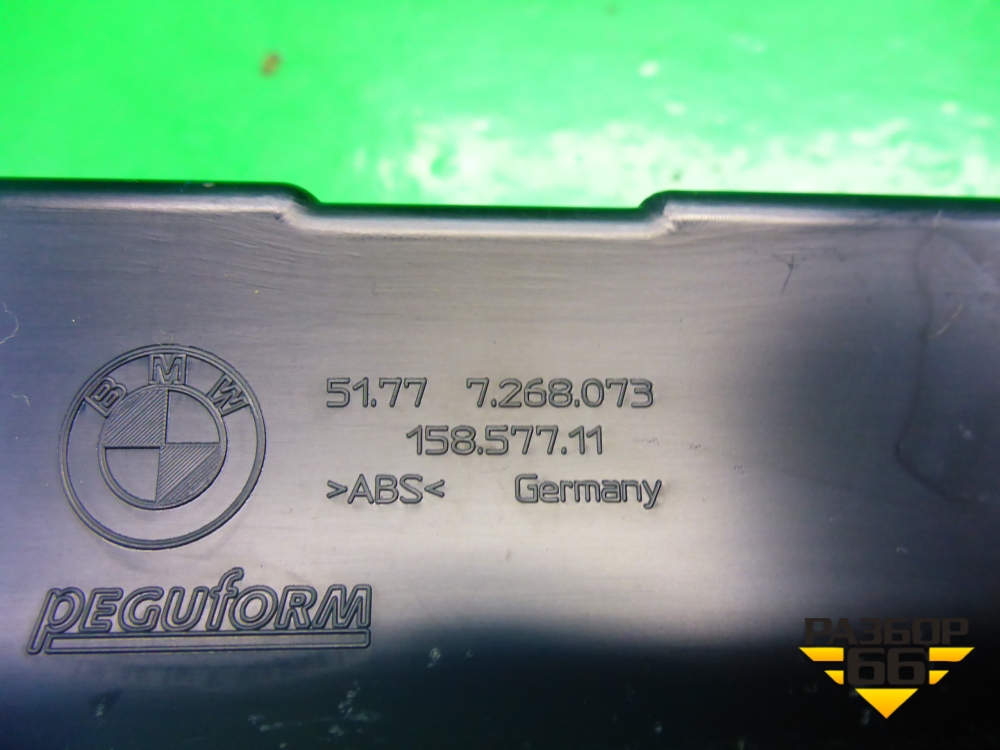 BMW
51.77 7.268.073
158.577.11
>ABS< Germany
PEGUfORM
РАЗБОР
66